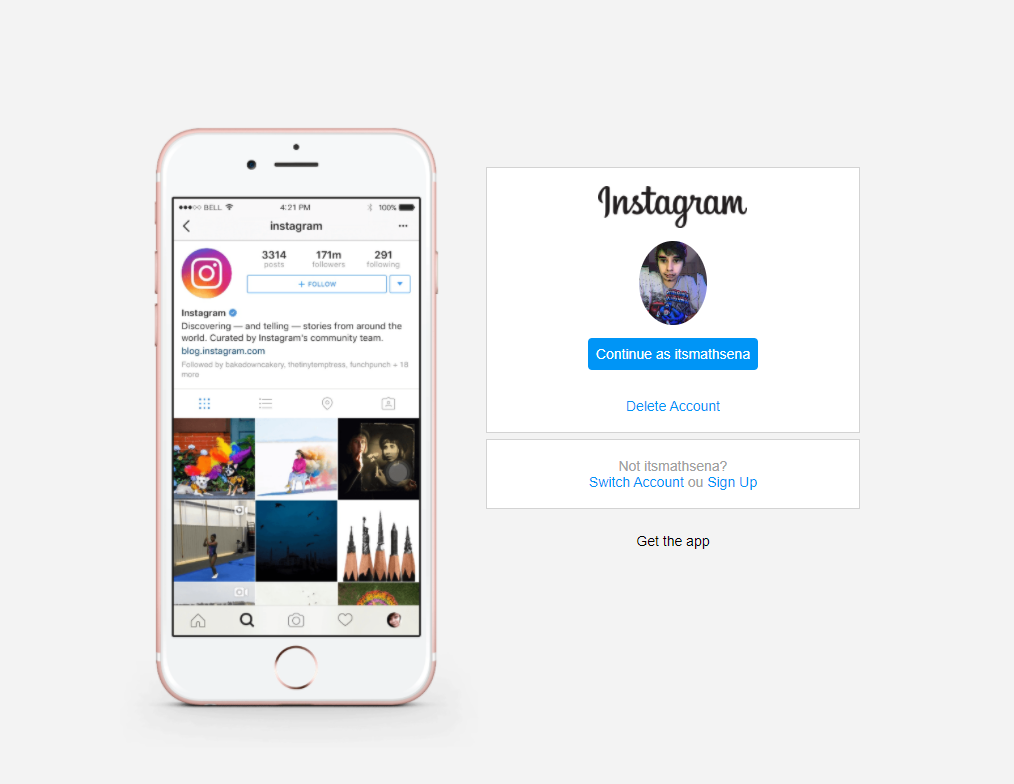 ●●●○○ BELL 4:21 PM 100%
instagram
3314 171m 291
posts followers following
+ FOLLOW
Instagram
Discovering — and telling — stories from around the
world. Curated by Instagram's community team.
blog.instagram.com
Followed by bakedowncakery, thetinytemptress, funchpunch + 18
more
Instagram
Continue as itsmathsena
Delete Account
Not itsmathsena?
Switch Account ou Sign Up
Get the app